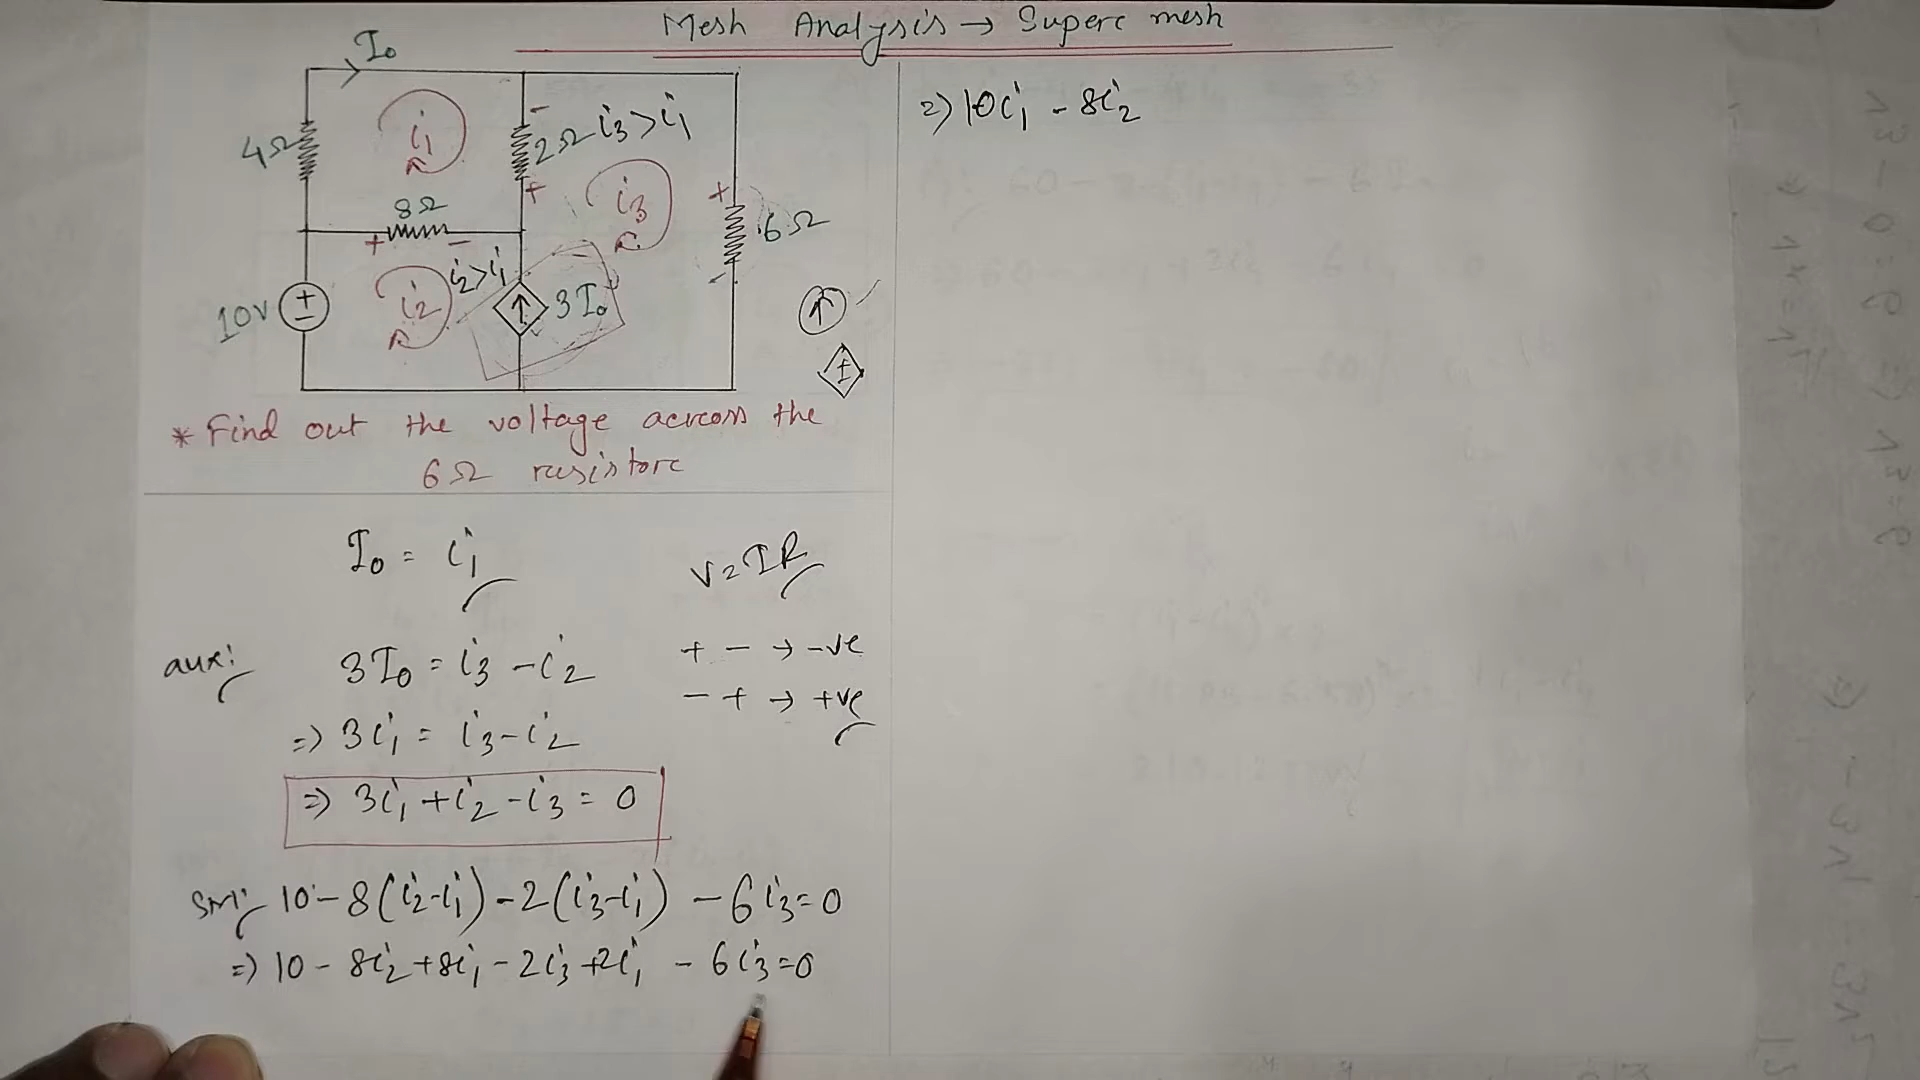 Mesh Analysis → Superc mesh
I₀
i₁
4Ω
2Ω i₃>i₁
i₃
8Ω
6Ω
i₂>i₁
i₂
10V
3I₀
* Find out the voltage across the
6Ω resistorc
I₀ = i₁
V=IR
aux:
3I₀ = i₃ - i₂
+ - → -ve
- + → +ve
=> 3i₁ = i₃-i₂
=> 3i₁ + i₂ - i₃ = 0
SM: 10 - 8(i₂-i₁) - 2(i₃-i₁) - 6i₃=0
=> 10 - 8i₂ + 8i₁ - 2i₃ + 2i₁ - 6i₃=0
=> 10i₁ - 8i₂